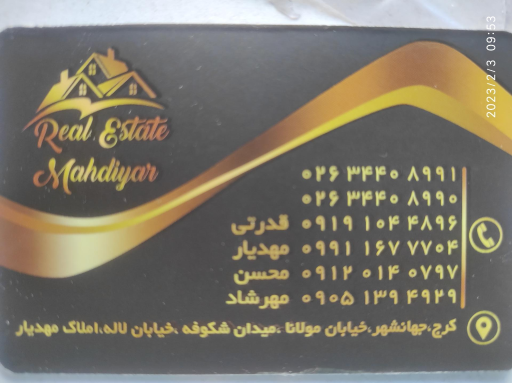 Real Estate
Mahdiyar
۰۲۶ ۳۴۴۰ ۸۹۹۱
۰۲۶ ۳۴۴۰ ۸۹۹۰
۰۹۱۹ ۱۰۴ ۴۸۹۶ قدرتی
۰۹۹۱ ۱۶۷ ۷۷۰۴ مهدیار
۰۹۱۲ ۰۱۴ ۰۷۹۷ محسن
۰۹۰۵ ۱۳۹ ۴۹۲۹ مهرشاد
کرج،جهانشهر،خیابان مولانا ،میدان شکوفه ،خیابان لاله،املاک مهدیار
2023/2/3 09:53